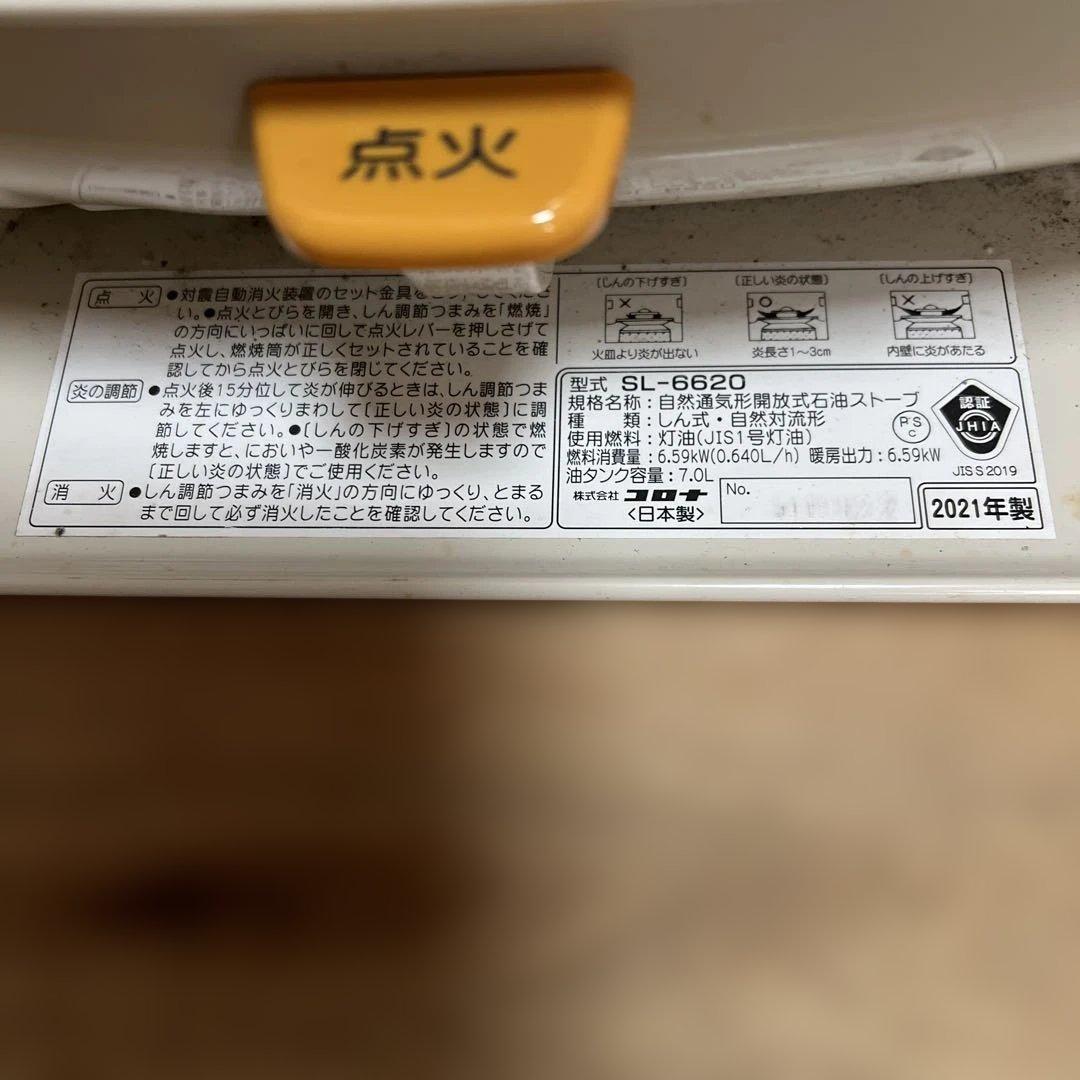 点火
点 火
●対震自動消火装置のセット金具を
い。●点火とびらを開き、しん調節つまみを「燃焼」
の方向にいっぱいに回して点火レバーを押しさげて
点火し、燃焼筒が正しくセットされていることを確
認してから点火とびらを閉じてください。
炎の調節
●点火後15分位して炎が伸びるときは、しん調節つま
みを左にゆっくりまわして〔正しい炎の状態〕に調
節してください。●〔しんの下げすぎ〕の状態で燃
焼しますと、においや一酸化炭素が発生しますので
〔正しい炎の状態〕でご使用ください。
消 火
●しん調節つまみを「消火」の方向にゆっくり、とまる
まで回して必ず消火したことを確認してください。
〔しんの下げすぎ〕
火皿より炎が出ない
〔正しい炎の状態〕
炎長さ1~3cm
〔しんの上げすぎ〕
内壁に炎があたる
型式 SL-6620
規格名称:自然通気形開放式石油ストーブ
種 類:しん式・自然対流形
使用燃料:灯油(JIS1号灯油)
燃料消費量:6.59kW(0.640L/h) 暖房出力:6.59kW
油タンク容量:7.0L
株式会社 コロナ
<日本製>
No.
PS
C
認証
JHIA
JIS S 2019
2021年製